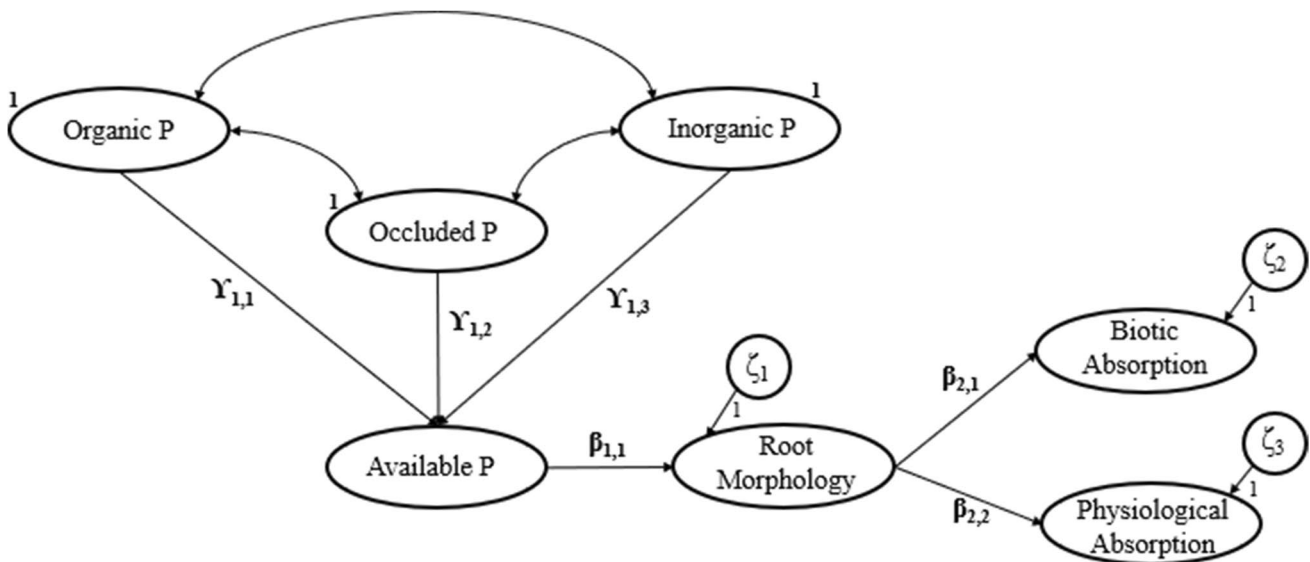 1
Organic P
Inorganic P
1
1
Occluded P
ϒ1,1
ϒ1,2
ϒ1,3
Available P
β1,1
ζ1
1
Root
Morphology
β2,1
β2,2
ζ2
1
Biotic
Absorption
ζ3
1
Physiological
Absorption